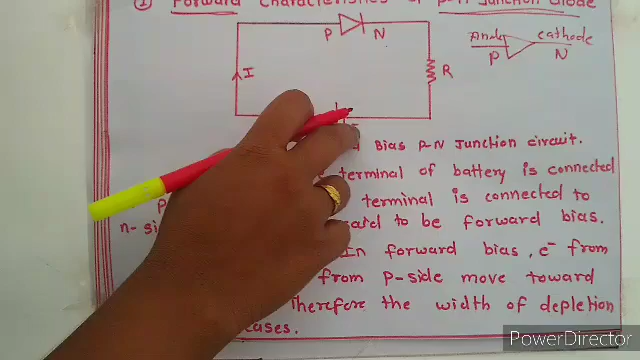 ① Forward Characteristics of P-N Junction Diode
P N
Anode cathode
P N
I
R
Bias P-N Junction circuit.
terminal of battery is connected
P terminal is connected to
n-si to be forward bias.
In forward bias, e⁻ from
from P-side move toward
Therefore the width of depletion
PowerDirector